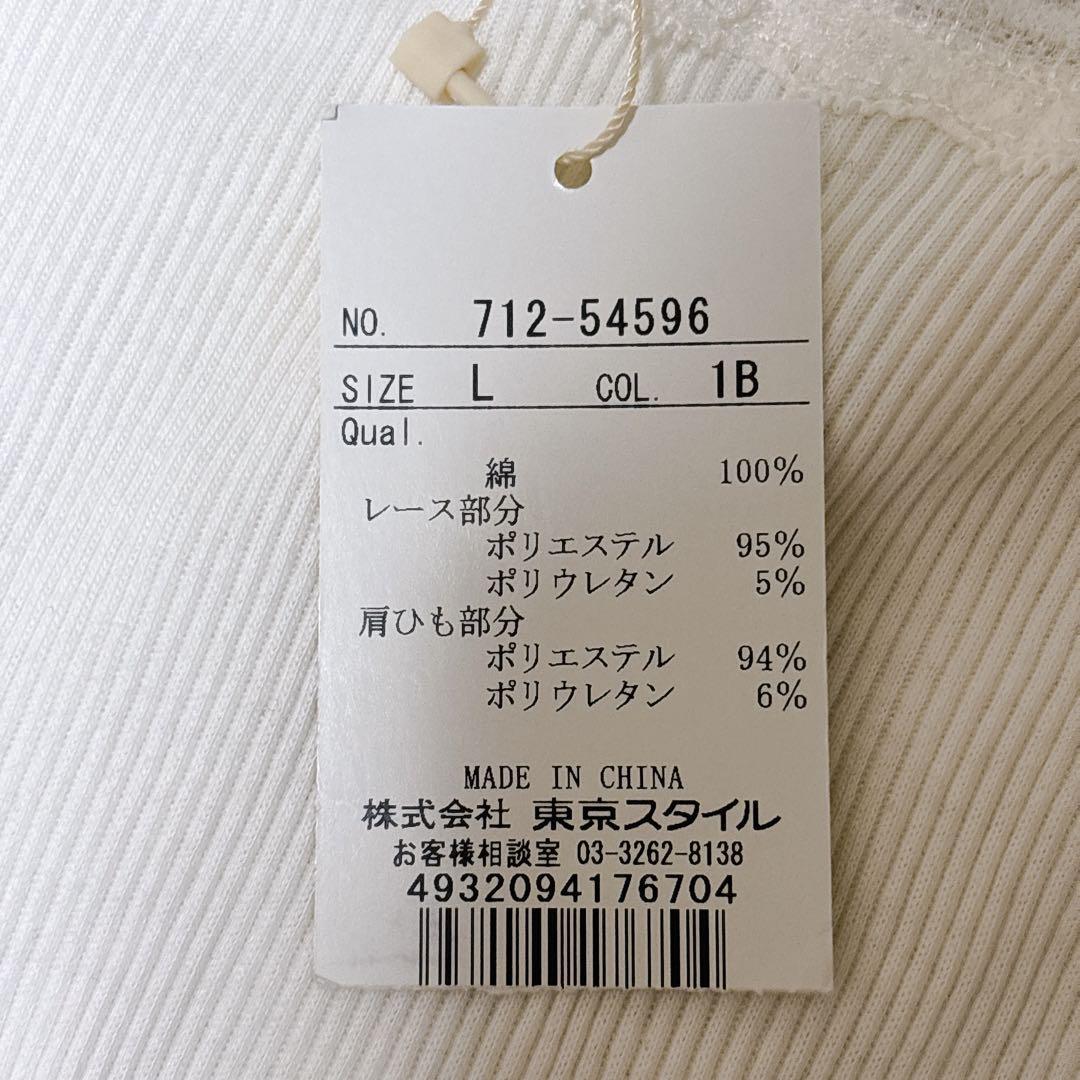 NO. 712-54596
SIZE L COL. 1B
Qual.
綿 100%
レース部分
ポリエステル 95%
ポリウレタン 5%
肩ひも部分
ポリエステル 94%
ポリウレタン 6%
MADE IN CHINA
株式会社 東京スタイル
お客様相談室 03-3262-8138
4932094176704